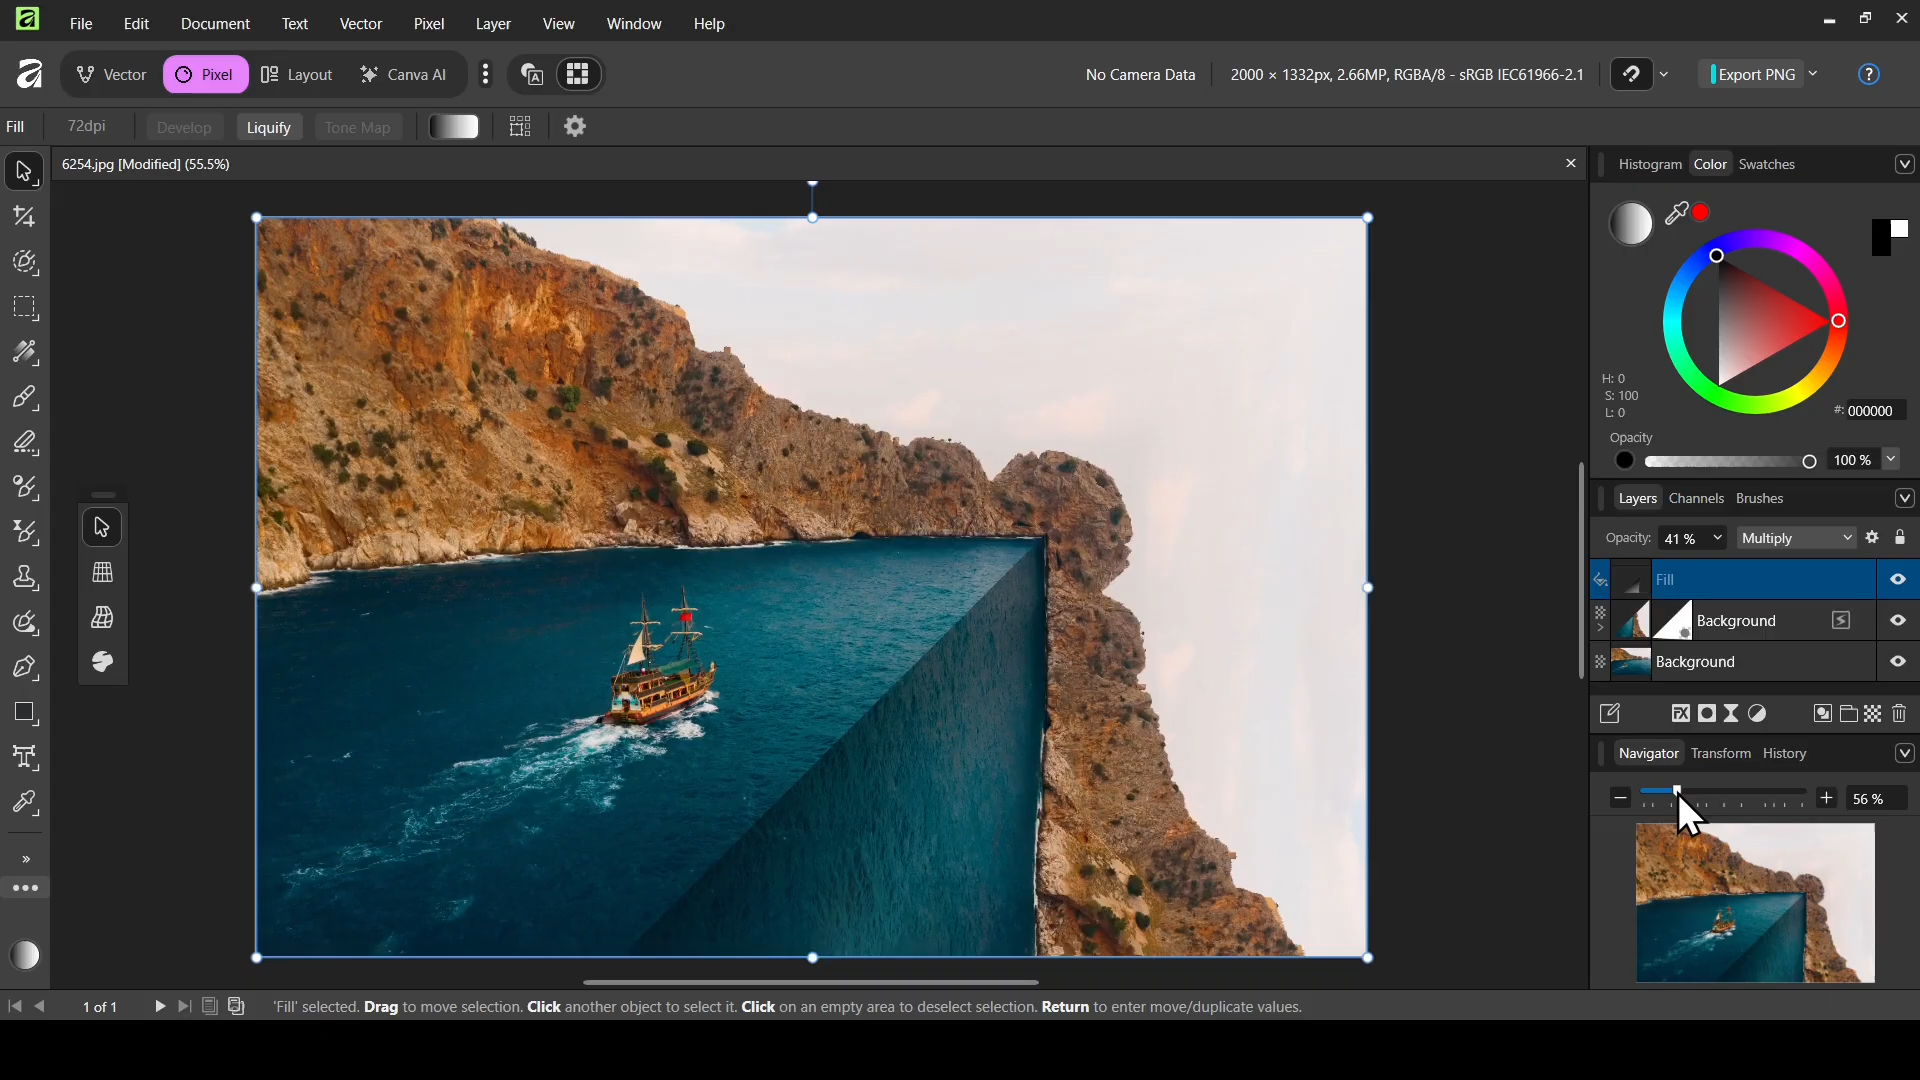 File Edit Document Text Vector Pixel Layer View Window Help
Vector Pixel Layout Canva AI No Camera Data 2000 × 1332px, 2.66MP, RGBA/8 - sRGB IEC61966-2.1 Export PNG ?
Fill 72dpi Develop Liquify Tone Map
6254.jpg [Modified] (55.5%)
Histogram Color Swatches
H: 0
S: 100
L: 0
#: 000000
Opacity
100 %
Layers Channels Brushes
Opacity: 41 % Multiply
Fill
Background
Background
Navigator Transform History
56 %
1 of 1 'Fill' selected. Drag to move selection. Click another object to select it. Click on an empty area to deselect selection. Return to enter move/duplicate values.